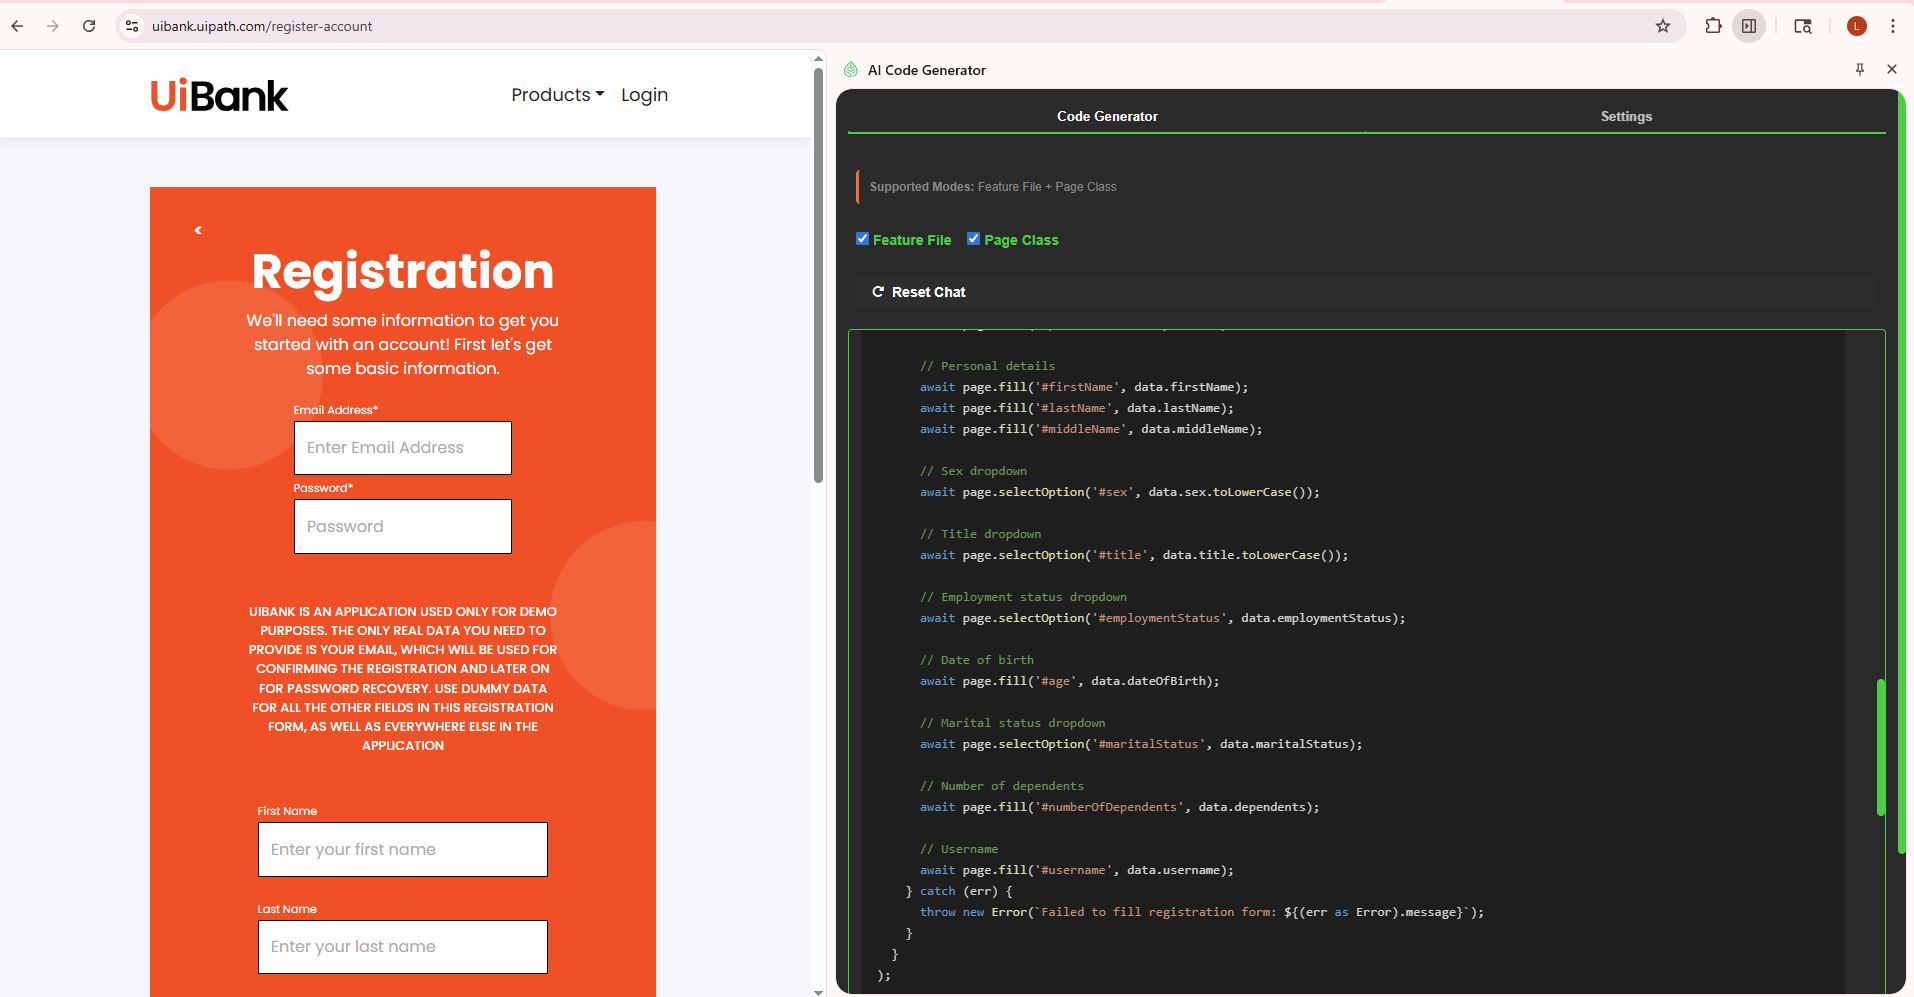 uibank.uipath.com/register-account
L
UiBank
Products
Login
Registration
We'll need some information to get you
started with an account! First let's get
some basic information.
Email Address*
Enter Email Address
Password*
Password
UIBANK IS AN APPLICATION USED ONLY FOR DEMO
PURPOSES. THE ONLY REAL DATA YOU NEED TO
PROVIDE IS YOUR EMAIL, WHICH WILL BE USED FOR
CONFIRMING THE REGISTRATION AND LATER ON
FOR PASSWORD RECOVERY. USE DUMMY DATA
FOR ALL THE OTHER FIELDS IN THIS REGISTRATION
FORM, AS WELL AS EVERYWHERE ELSE IN THE
APPLICATION
First Name
Enter your first name
Last Name
Enter your last name
AI Code Generator
Code Generator
Settings
Supported Modes: Feature File + Page Class
Feature File
Page Class
Reset Chat
// Personal details
await page.fill('#firstName', data.firstName);
await page.fill('#lastName', data.lastName);
await page.fill('#middleName', data.middleName);
// Sex dropdown
await page.selectOption('#sex', data.sex.toLowerCase());
// Title dropdown
await page.selectOption('#title', data.title.toLowerCase());
// Employment status dropdown
await page.selectOption('#employmentStatus', data.employmentStatus);
// Date of birth
await page.fill('#age', data.dateOfBirth);
// Marital status dropdown
await page.selectOption('#maritalStatus', data.maritalStatus);
// Number of dependents
await page.fill('#numberOfDependents', data.dependents);
// Username
await page.fill('#username', data.username);
} catch (err) {
throw new Error(`Failed to fill registration form: ${(err as Error).message}`);
}
}
);